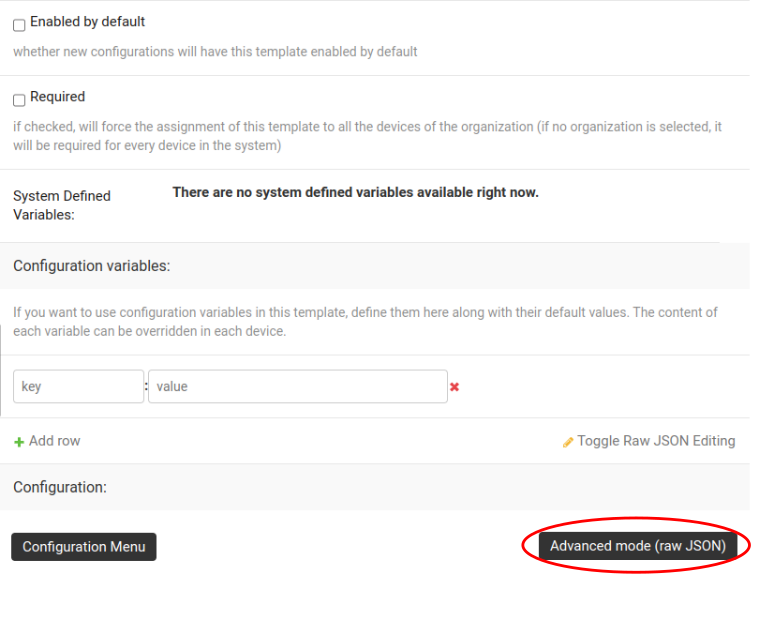 Enabled by default
whether new configurations will have this template enabled by default
Required
if checked, will force the assignment of this template to all the devices of the organization (if no organization is selected, it
will be required for every device in the system)
System Defined
Variables:
There are no system defined variables available right now.
Configuration variables:
If you want to use configuration variables in this template, define them here along with their default values. The content of
each variable can be overridden in each device.
key : value
Add row
Toggle Raw JSON Editing
Configuration:
Configuration Menu
Advanced mode (raw JSON)